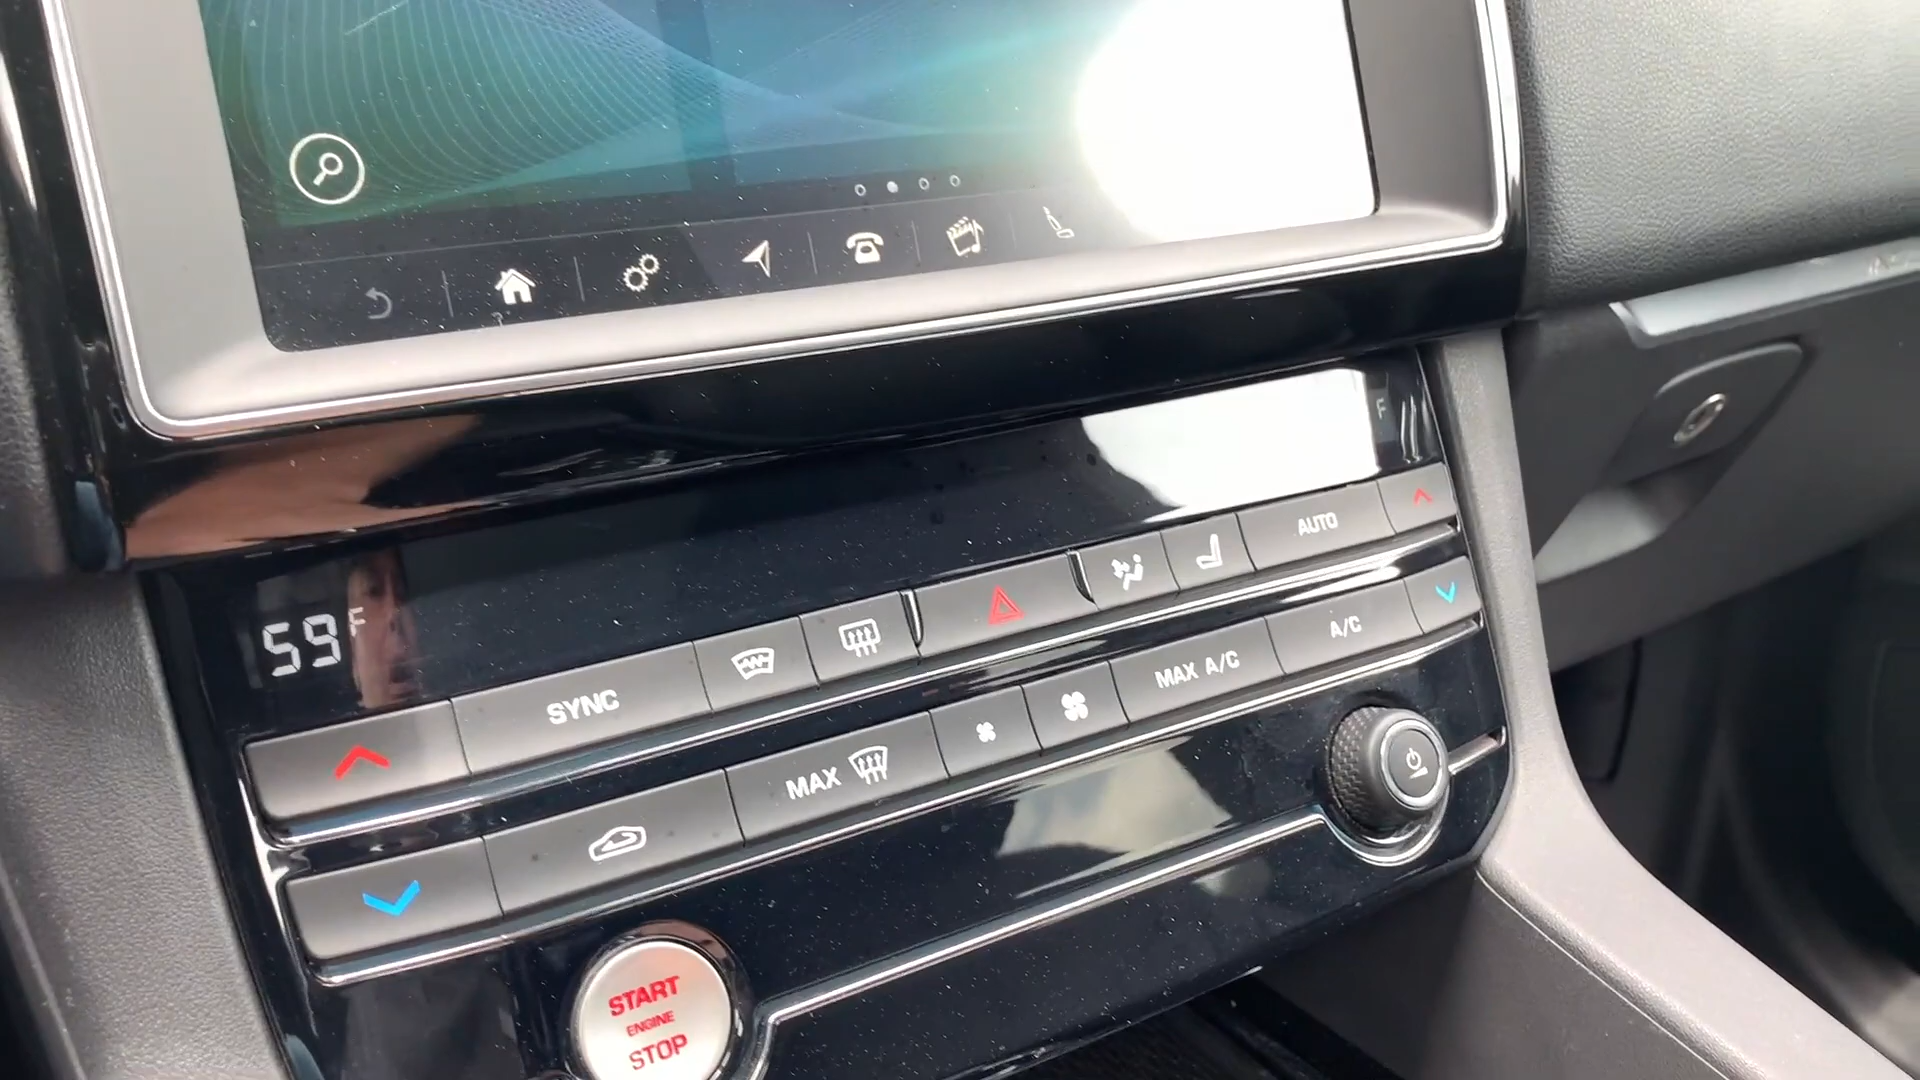 F
59 F
AUTO
SYNC
A/C
MAX A/C
MAX
START
ENGINE
STOP